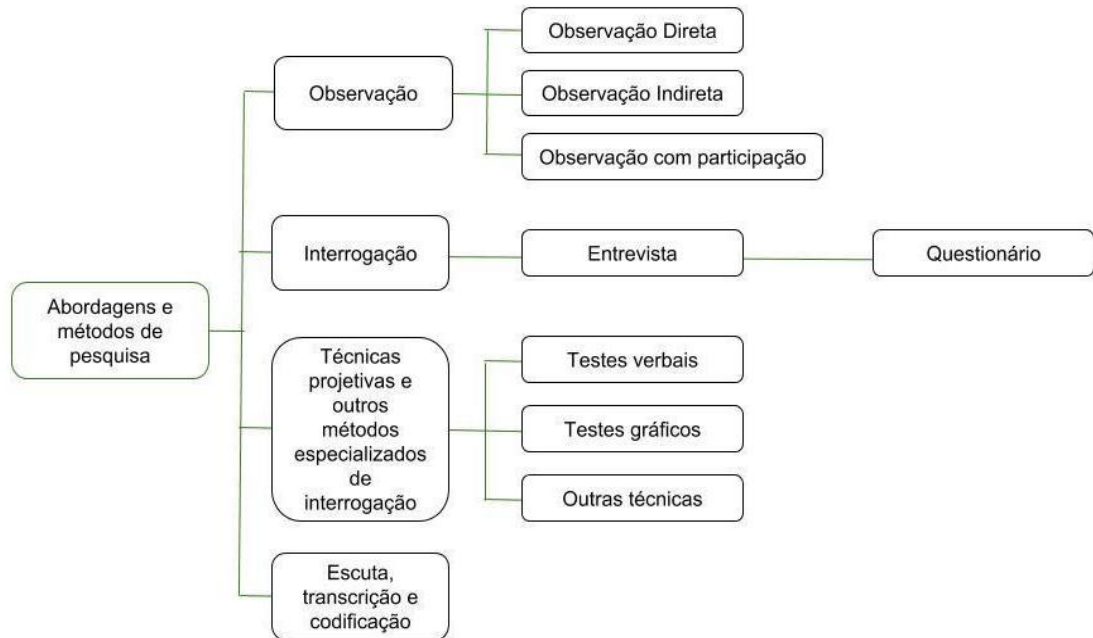 Abordagens e
métodos de
pesquisa
Observação
Observação Direta
Observação Indireta
Observação com participação
Interrogação
Entrevista
Questionário
Técnicas
projetivas e
outros
métodos
especializados
de
interrogação
Testes verbais
Testes gráficos
Outras técnicas
Escuta,
transcrição e
codificação